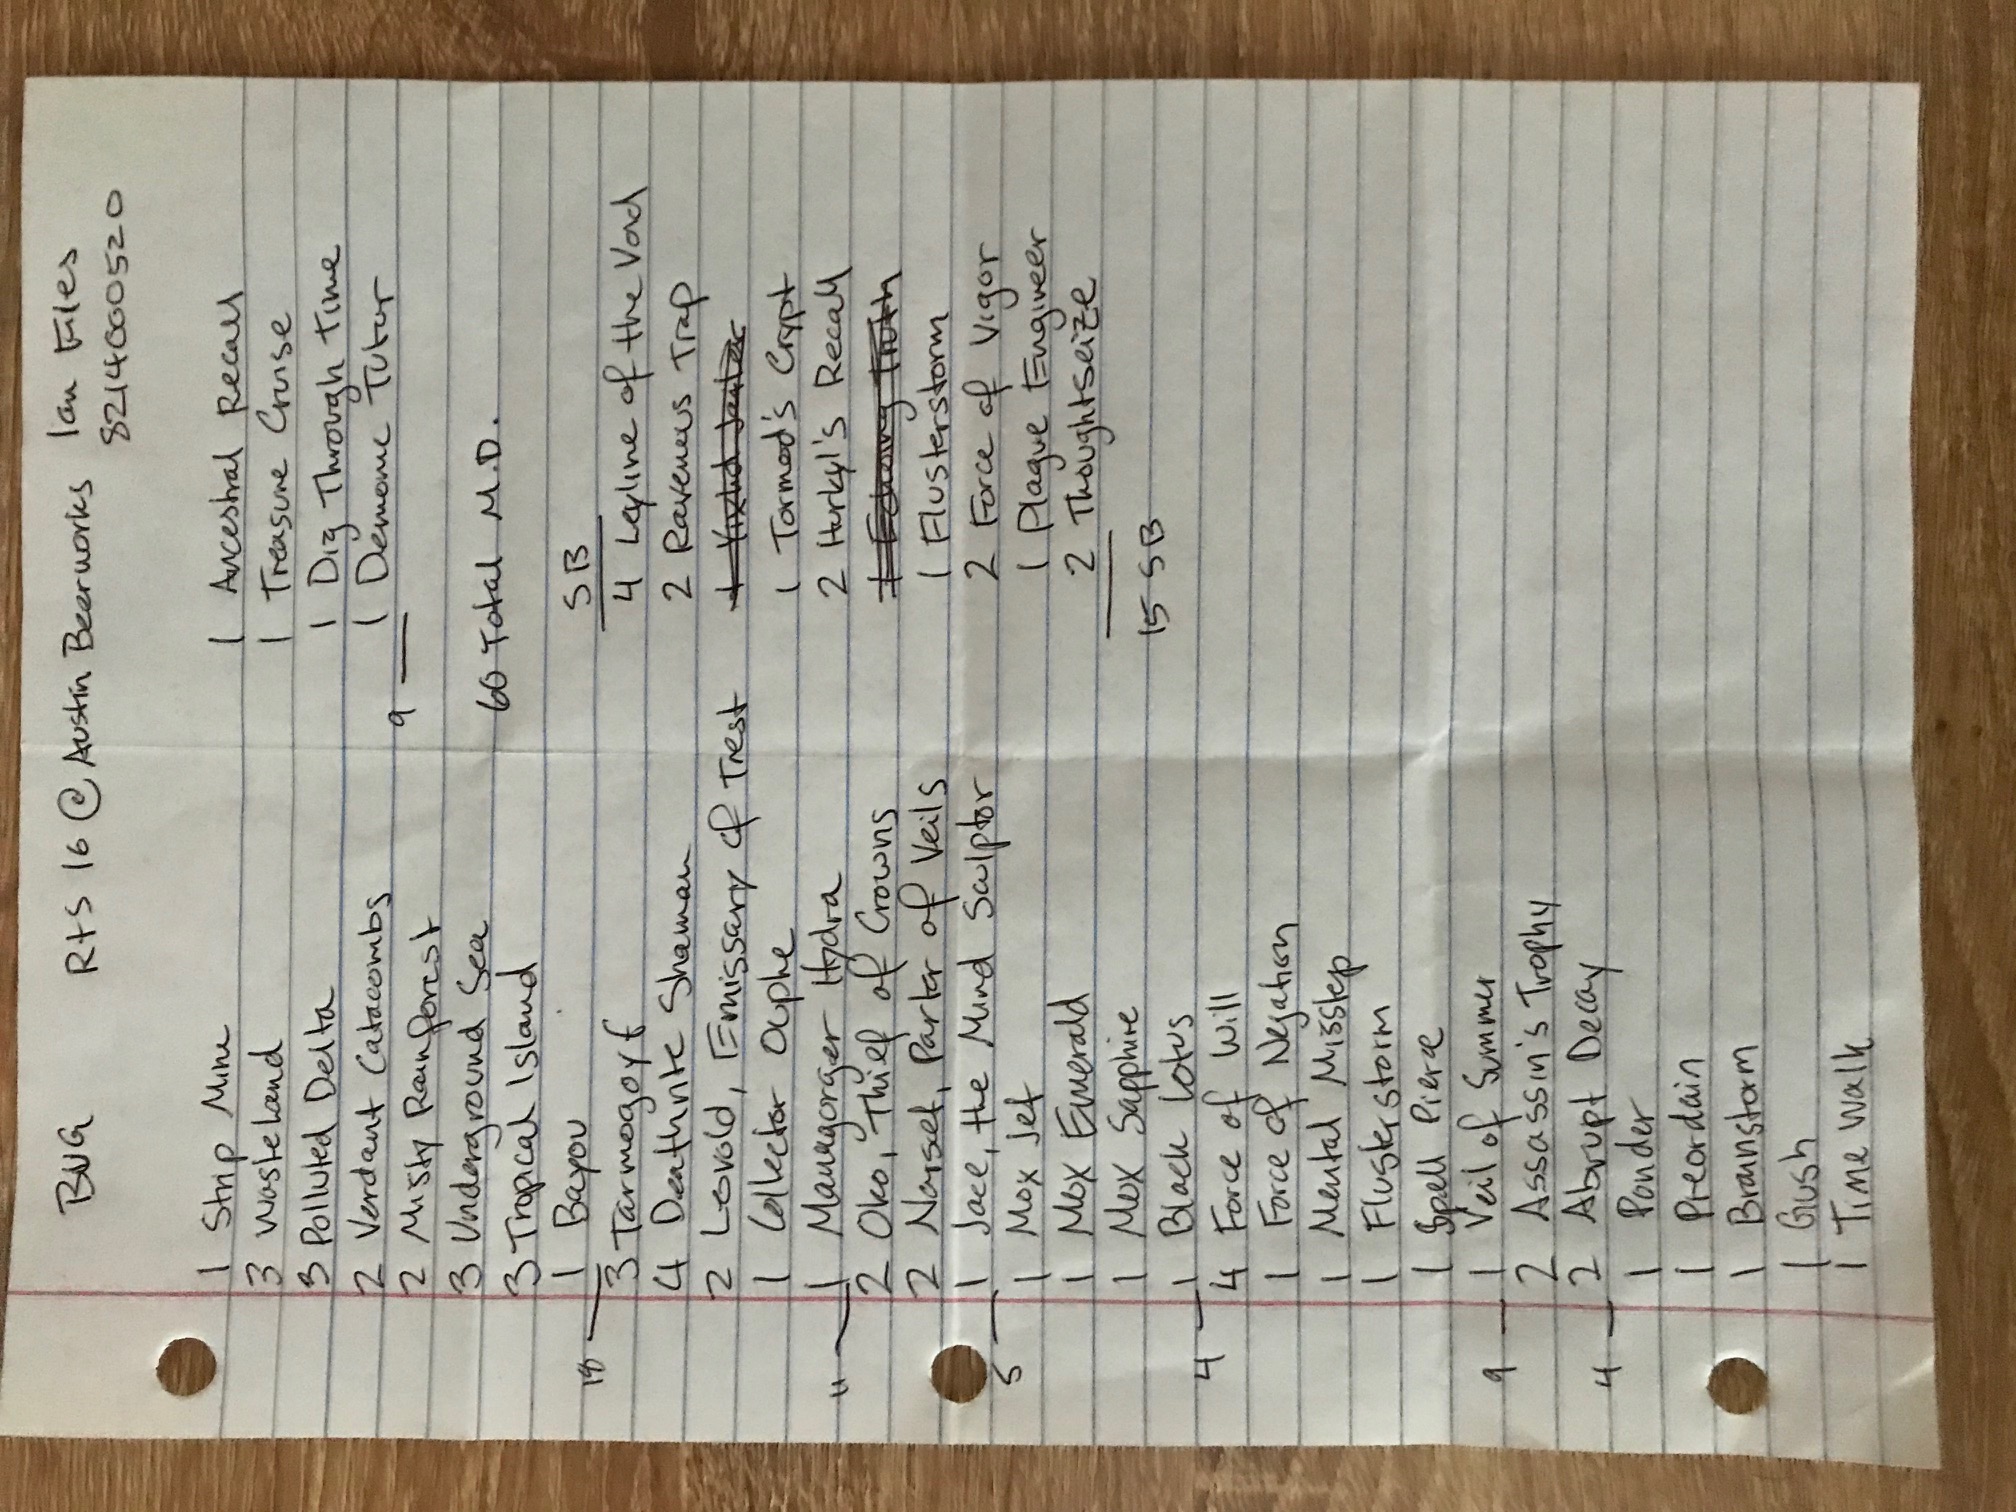 BUG RtS 16 @ Austin Beerworks Ian Files
8214000520
1 Strip Mine
3 Wasteland
3 Polluted Delta
2 Verdant Catacombs
2 Misty Rainforest
3 Underground Sea
3 Tropical Island
1 Bayou
18
3 Tarmogoyf
4 Deathrite Shaman
2 Leovold, Emissary of Trest
1 Collector Ouphe
1 Managorger Hydra
11
2 Oko, Thief of Crowns
2 Narset, Parter of Veils
1 Jace, the Mind Sculptor
5
1 Mox Jet
1 Mox Emerald
1 Mox Sapphire
1 Black Lotus
4
4 Force of Will
1 Force of Negation
1 Mental Misstep
1 Flusterstorm
1 Spell Pierce
1 Veil of Summer
9
2 Assassin's Trophy
2 Abrupt Decay
4
1 Ponder
1 Preordain
1 Brainstorm
1 Gush
1 Time Walk
1 Ancestral Recall
1 Treasure Cruise
1 Dig Through Time
1 Demonic Tutor
9
60 Total M.D.
SB
4 Leyline of the Void
2 Ravenous Trap
1 Yixlid Jailer
1 Tormod's Crypt
2 Hurkyl's Recall
1 Echoing Truth
1 Flusterstorm
2 Force of Vigor
1 Plague Engineer
2 Thoughtseize
15 SB